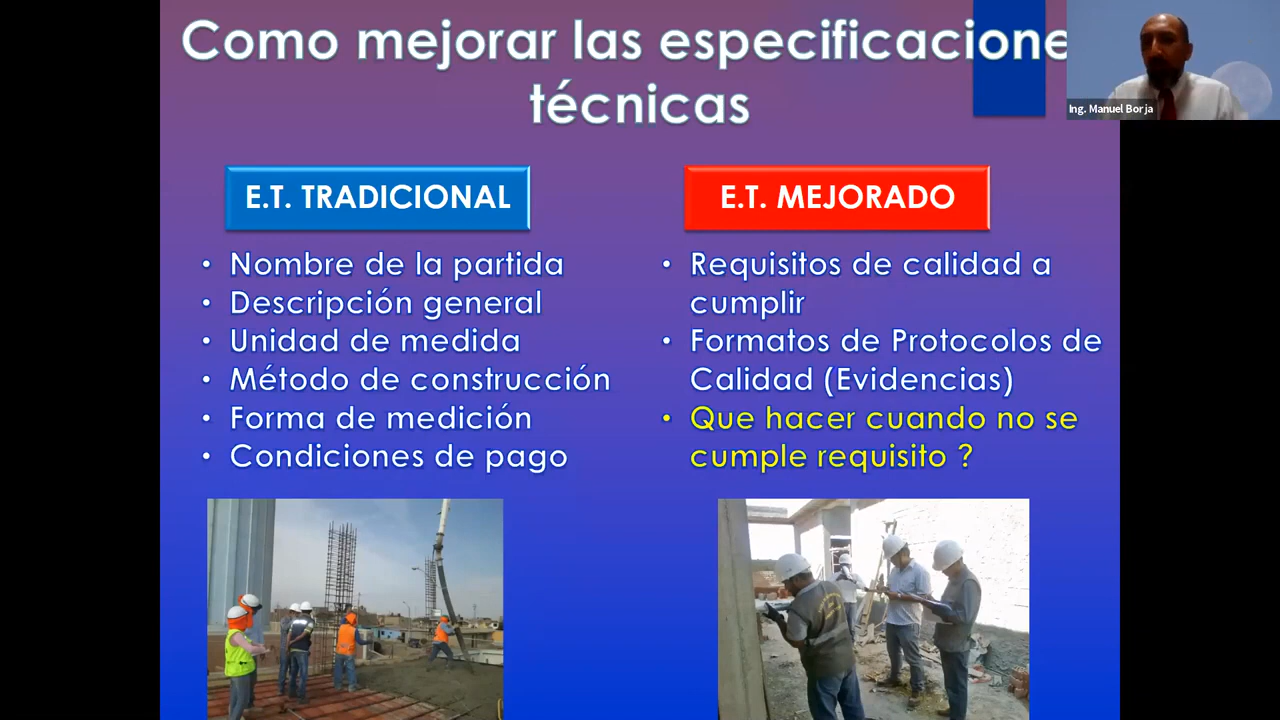 Como mejorar las especificacione
técnicas
Ing. Manuel Borja
E.T. TRADICIONAL
• Nombre de la partida
• Descripción general
• Unidad de medida
• Método de construcción
• Forma de medición
• Condiciones de pago
E.T. MEJORADO
• Requisitos de calidad a
cumplir
• Formatos de Protocolos de
Calidad (Evidencias)
• Que hacer cuando no se
cumple requisito ?